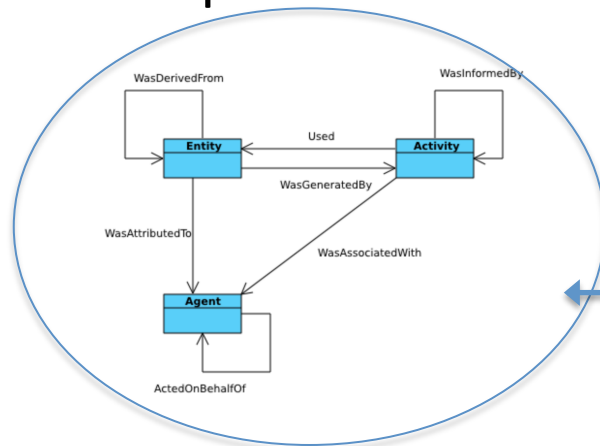 WasDerivedFrom
WasInformedBy
Used
Entity
Activity
WasGeneratedBy
WasAttributedTo
WasAssociatedWith
Agent
ActedOnBehalfOf